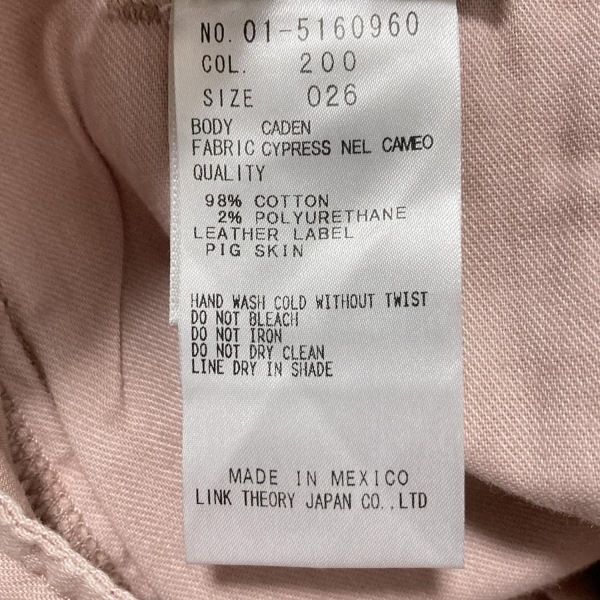 NO. 01-5160960
COL. 200
SIZE 026
BODY CADEN
FABRIC CYPRESS NEL CAMEO
QUALITY
98% COTTON
2% POLYURETHANE
LEATHER LABEL
PIG SKIN
HAND WASH COLD WITHOUT TWIST
DO NOT BLEACH
DO NOT IRON
DO NOT DRY CLEAN
LINE DRY IN SHADE
MADE IN MEXICO
LINK THEORY JAPAN CO.,LTD